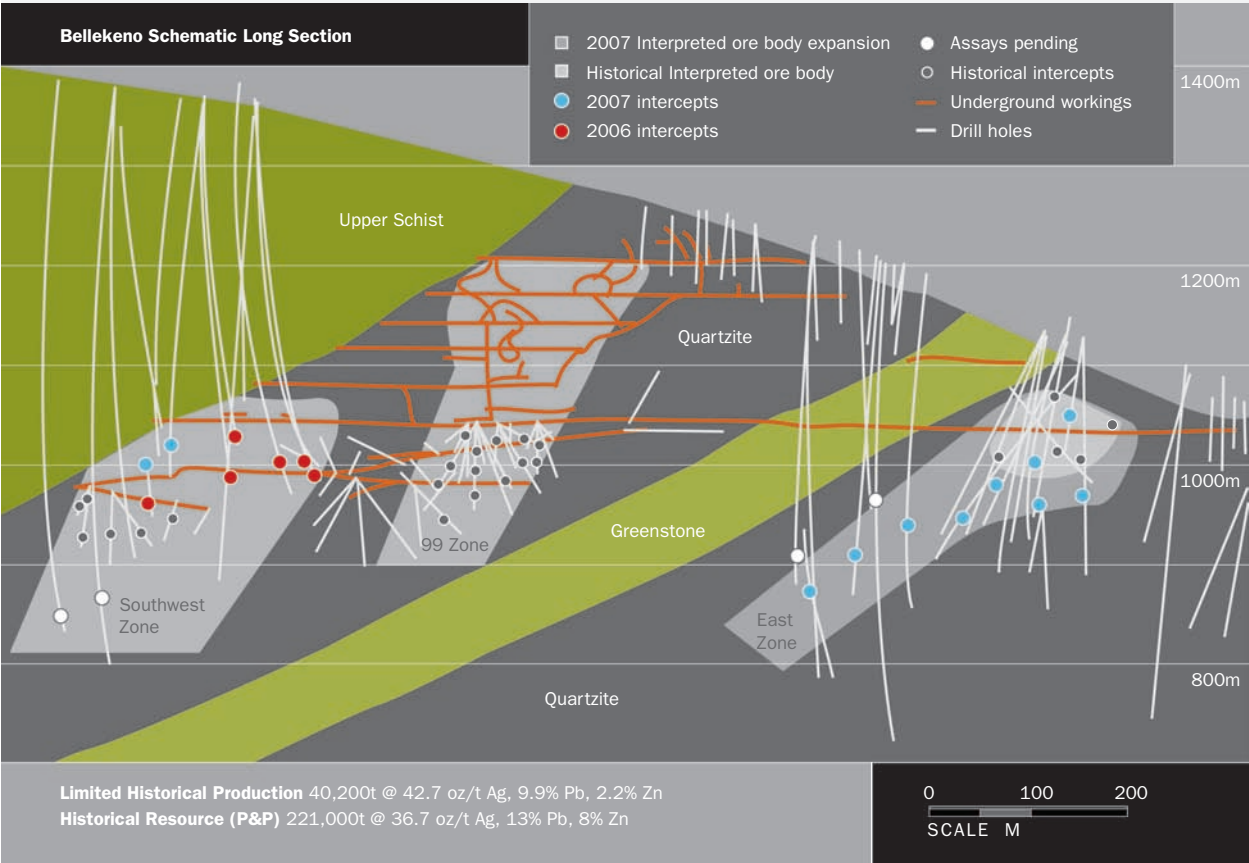 Bellekeno Schematic Long Section
2007 Interpreted ore body expansion
Historical Interpreted ore body
2007 intercepts
2006 intercepts
Assays pending
Historical intercepts
Underground workings
Drill holes
1400m
Upper Schist
1200m
Quartzite
1000m
Greenstone
99 Zone
Southwest
Zone
East
Zone
800m
Quartzite
Limited Historical Production 40,200t @ 42.7 oz/t Ag, 9.9% Pb, 2.2% Zn
Historical Resource (P&P) 221,000t @ 36.7 oz/t Ag, 13% Pb, 8% Zn
0 100 200
SCALE M